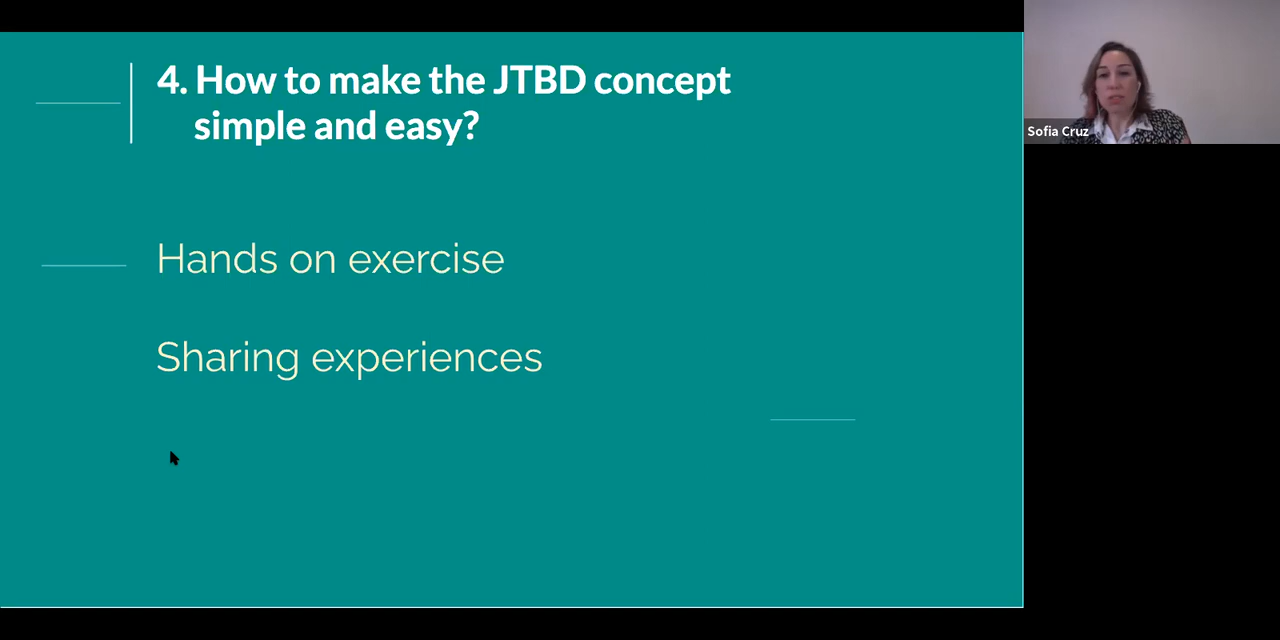 4. How to make the JTBD concept
simple and easy?
Hands on exercise
Sharing experiences
Sofia Cruz